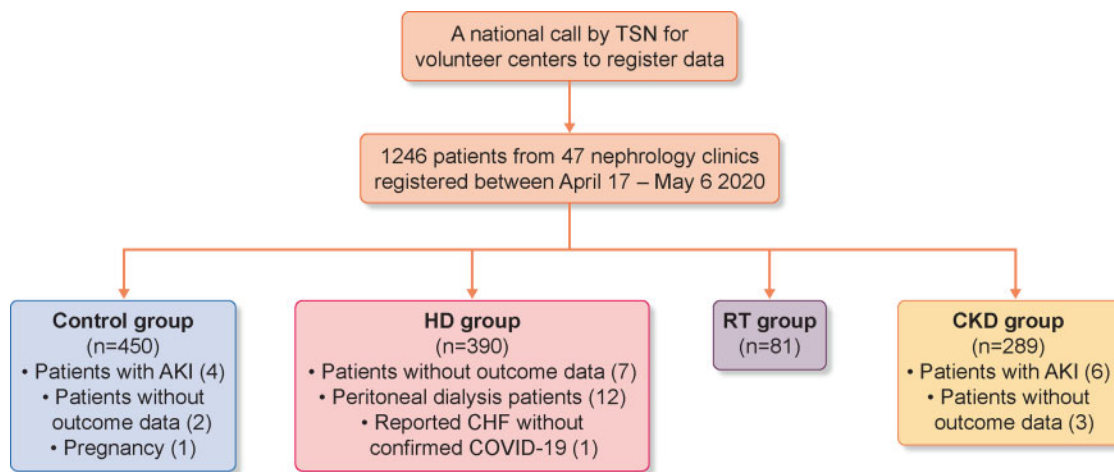 A national call by TSN for
volunteer centers to register data
1246 patients from 47 nephrology clinics
registered between April 17 – May 6 2020
Control group
(n=450)
• Patients with AKI (4)
• Patients without
outcome data (2)
• Pregnancy (1)
HD group
(n=390)
• Patients without outcome data (7)
• Peritoneal dialysis patients (12)
• Reported CHF without
confirmed COVID-19 (1)
RT group
(n=81)
CKD group
(n=289)
• Patients with AKI (6)
• Patients without
outcome data (3)